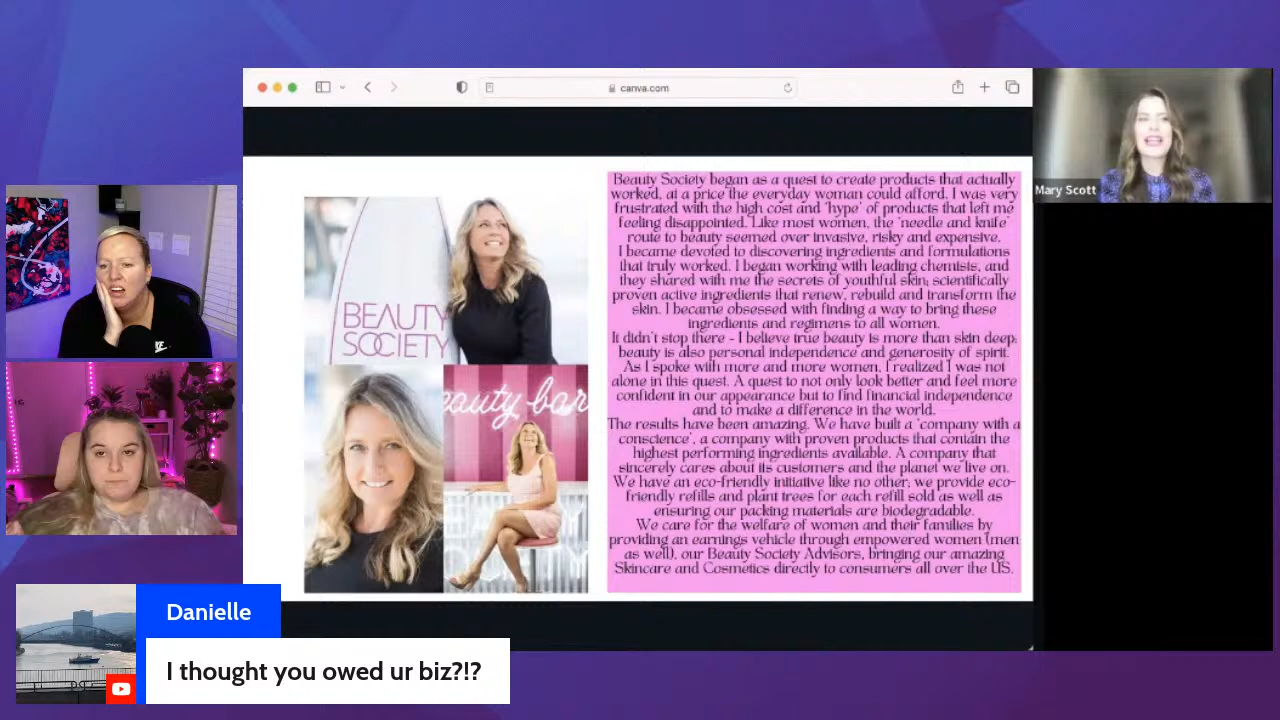 canva.com
Mary Scott
BEAUTY
SOCIETY
eauty bar
Beauty Society began as a quest to create products that actually
worked, at a price the everyday woman could afford. I was very
frustrated with the high cost and 'hype' of products that left me
feeling disappointed. Like most women, the 'needle and knife'
route to beauty seemed over invasive, risky and expensive.
I became devoted to discovering ingredients and formulations
that truly worked. I began working with leading chemists, and
they shared with me the secrets of youthful skin; scientifically
proven active ingredients that renew, rebuild and transform the
skin. I became obsessed with finding a way to bring these
ingredients and regimens to all women.
It didn't stop there - I believe true beauty is more than skin deep:
beauty is also personal independence and generosity of spirit.
As I spoke with more and more women, I realized I was not
alone in this quest. A quest to not only look better and feel more
confident in our appearance but to find financial independence
and to make a difference in the world.
The results have been amazing. We have built a 'company with a
conscience', a company with proven products that contain the
highest performing ingredients available. A company that
sincerely cares about its customers and the planet we live on.
We have an eco-friendly initiative like no other; we provide eco-
friendly refills and plant trees for each refill sold as well as
ensuring our packing materials are biodegradable.
We care for the welfare of women and their families by
providing an earnings vehicle through empowered women (men
as well), our Beauty Society Advisors, bringing our amazing
Skincare and Cosmetics directly to consumers all over the US.
Danielle
I thought you owed ur biz?!?